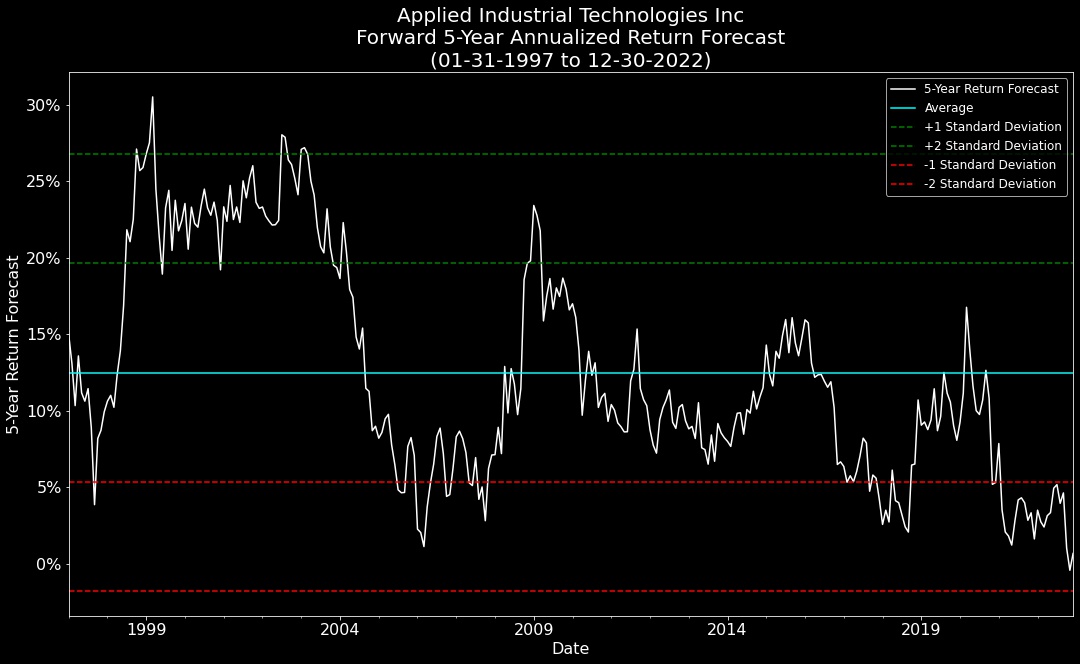 Applied Industrial Technologies Inc
Forward 5-Year Annualized Return Forecast
(01-31-1997 to 12-30-2022)
5-Year Return Forecast
Average
+1 Standard Deviation
+2 Standard Deviation
-1 Standard Deviation
-2 Standard Deviation
30%
25%
20%
15%
10%
5%
0%
5-Year Return Forecast
1999
2004
2009
2014
2019
Date